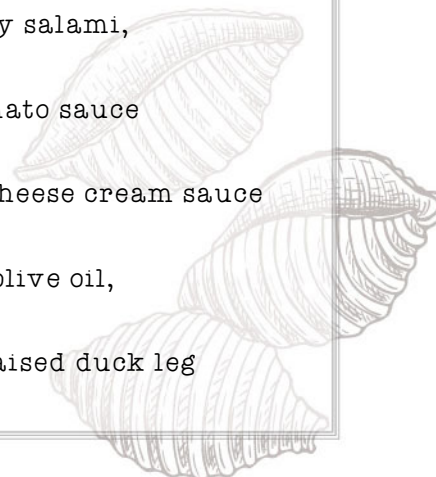 y salami,
ato sauce
heese cream sauce
olive oil,
aised duck leg